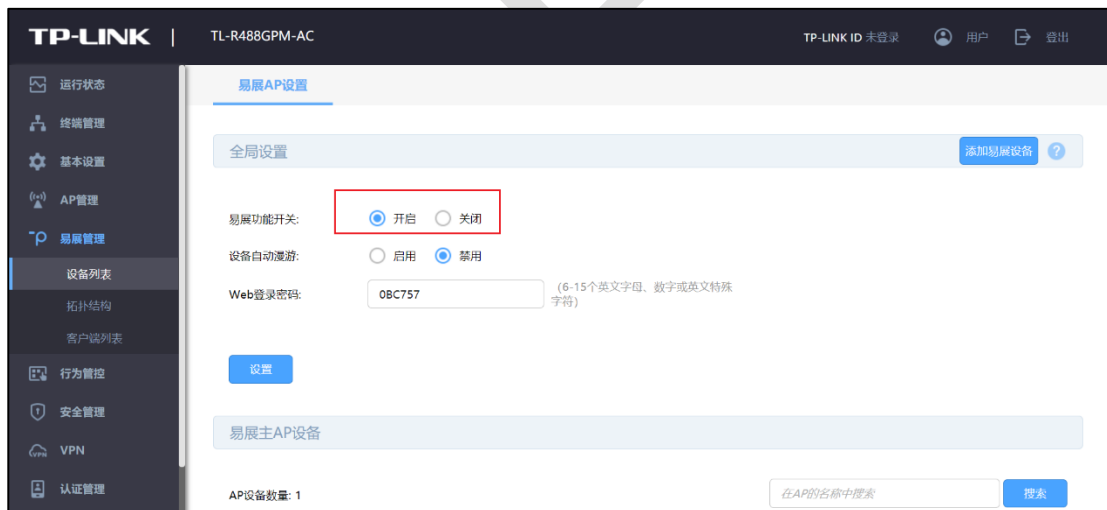 TP-LINK | TL-R488GPM-AC TP-LINK ID 未登录 用户 登出
运行状态
终端管理
基本设置
AP管理
易展管理
设备列表
拓扑结构
客户端列表
行为管控
安全管理
VPN
认证管理
易展AP设置
全局设置 添加易展设备 ?
易展功能开关: 开启 关闭
设备自动漫游: 启用 禁用
Web登录密码: 0BC757 (6-15个英文字母、数字或英文特殊
字符)
设置
易展主AP设备
AP设备数量: 1 在AP的名称中搜索 搜索